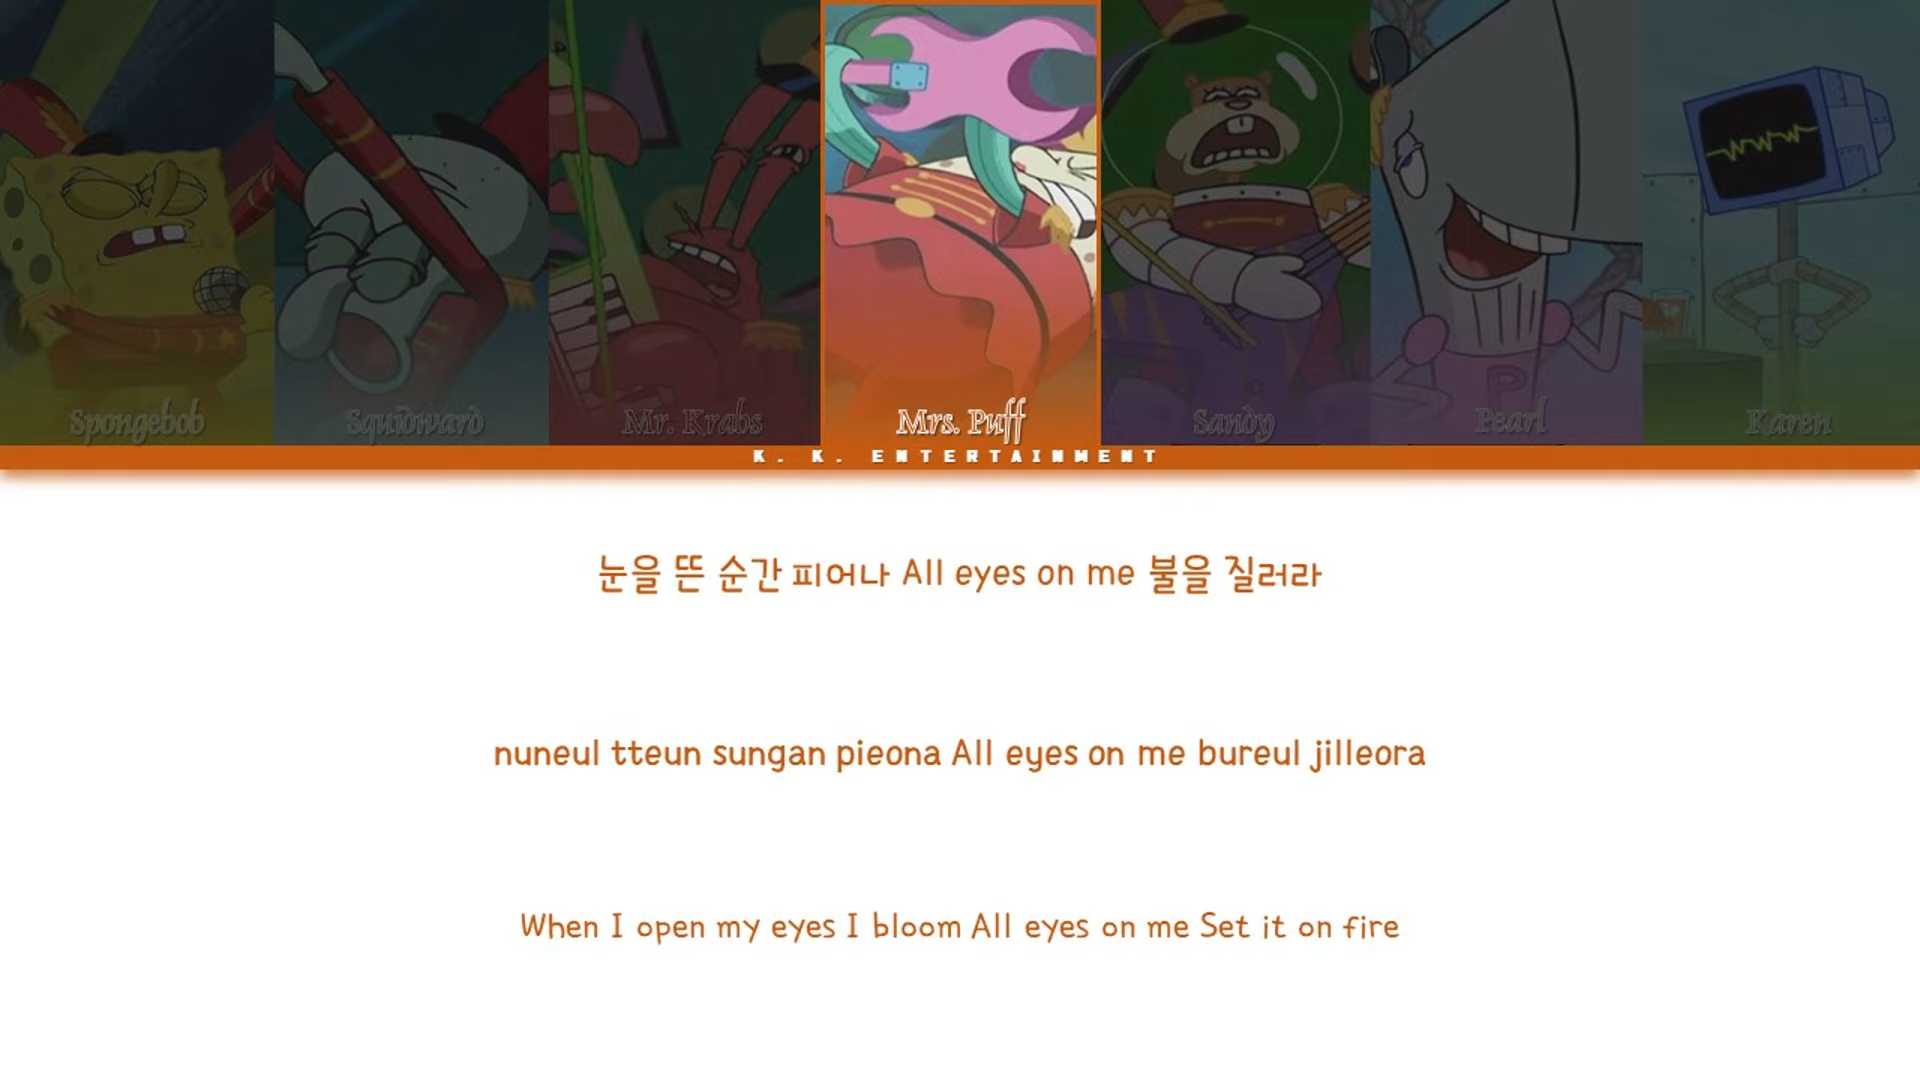 Spongebob Squidward Mr. Krabs Mrs. Puff Sandy Pearl Karen
K. K. ENTERTAINMENT
눈을 뜬 순간 피어나 All eyes on me 불을 질러라
nuneul tteun sungan pieona All eyes on me bureul jilleora
When I open my eyes I bloom All eyes on me Set it on fire